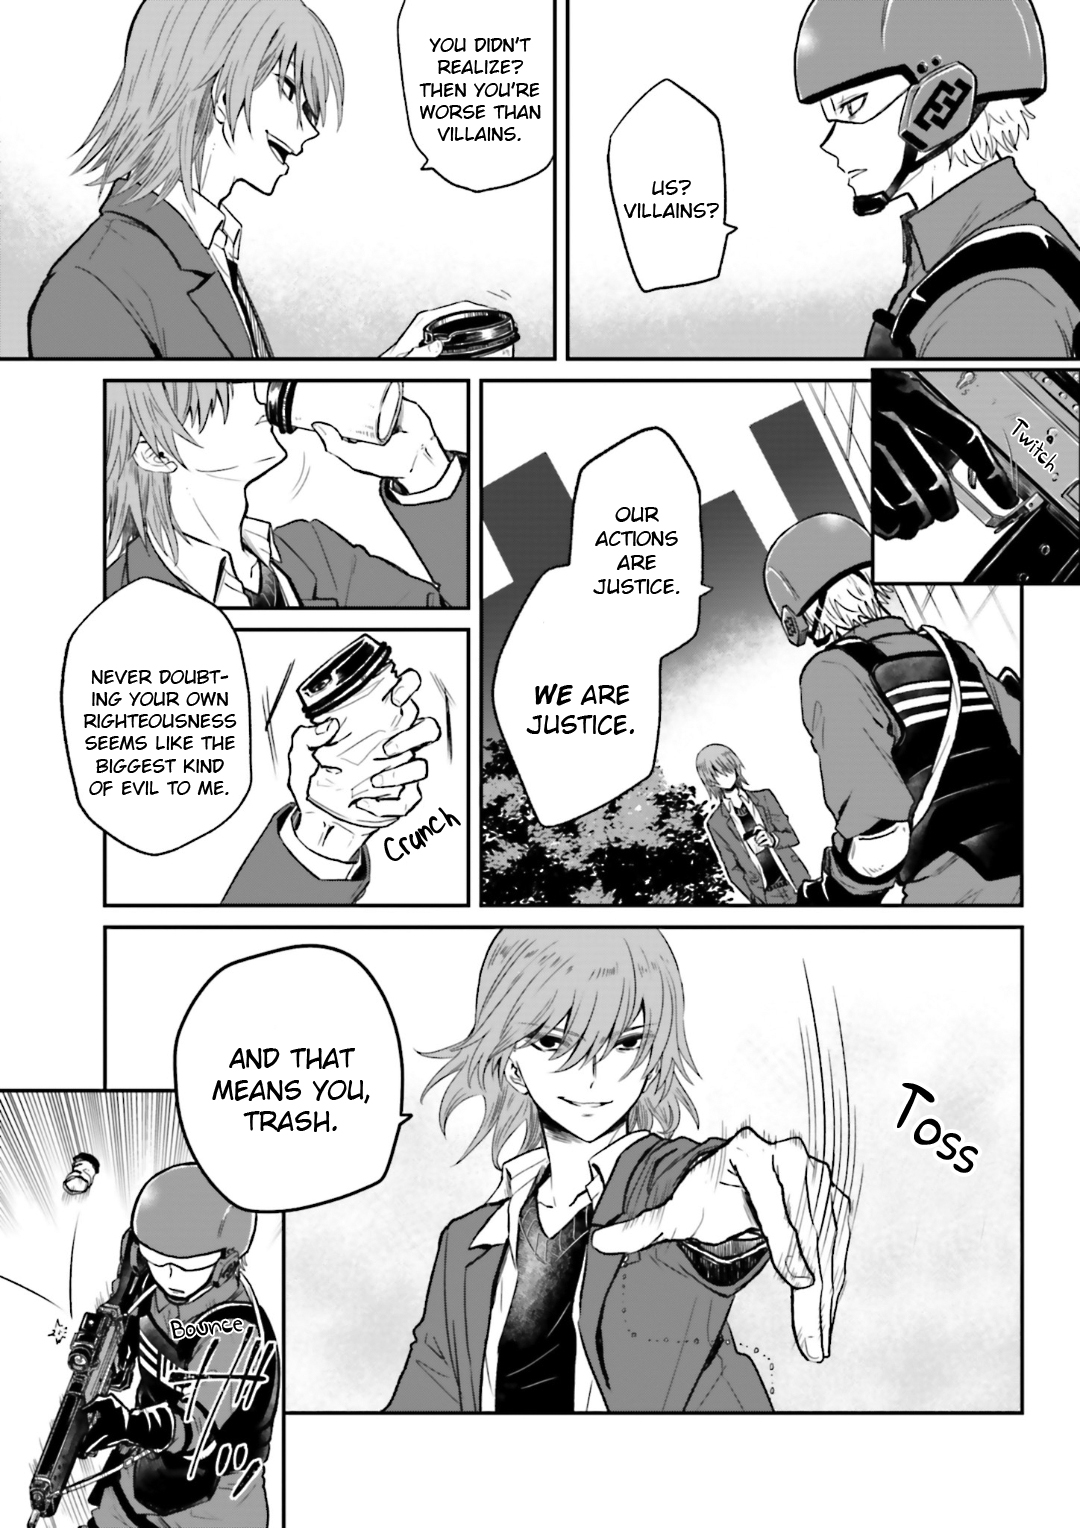 US?
VILLAINS?
YOU DIDN'T
REALIZE?
THEN YOU'RE
WORSE THAN
VILLAINS.
Twitch
OUR
ACTIONS ARE
JUSTICE.
WE ARE
JUSTICE.
NEVER DOUBT-
ING YOUR OWN
RIGHTEOUSNESS
SEEMS LIKE THE
BIGGEST KIND
OF EVIL TO ME.
Crunch
AND THAT
MEANS YOU,
TRASH.
Toss
Bounce